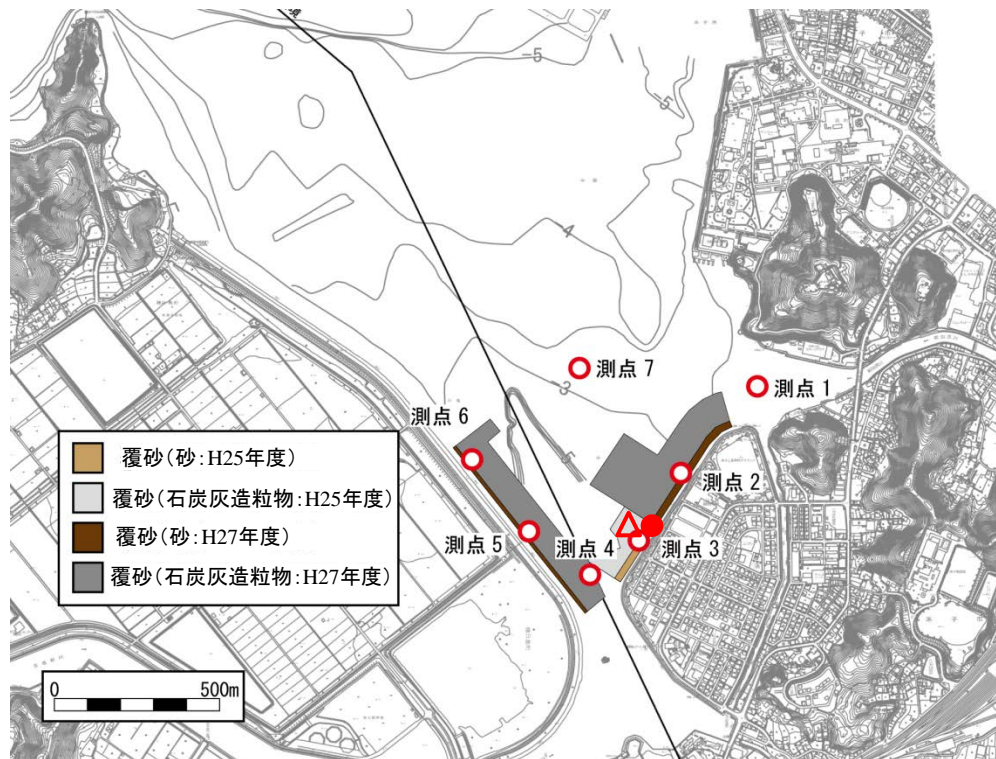 -5
-5
4
-3
測点 7
測点 1
測点 6
測点 2
測点 5
測点 4
測点 3
覆砂(砂:H25年度)
覆砂(石炭灰造粒物:H25年度)
覆砂(砂:H27年度)
覆砂(石炭灰造粒物:H27年度)
0
500m